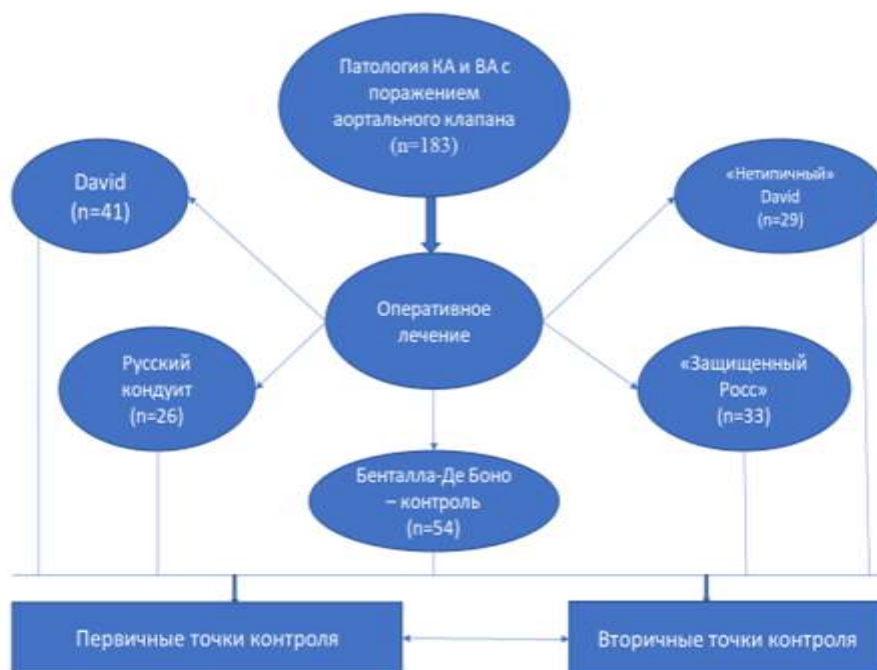 Патология КА и ВА с
поражением
аортального клапана
(n=183)
David
(n=41)
«Нетипичный»
David
(n=29)
Оперативное
лечение
Русский
кондуит
(n=26)
«Защищенный
Росс»
(n=33)
Бенталла-Де Боно
– контроль
(n=54)
Первичные точки контроля
Вторичные точки контроля